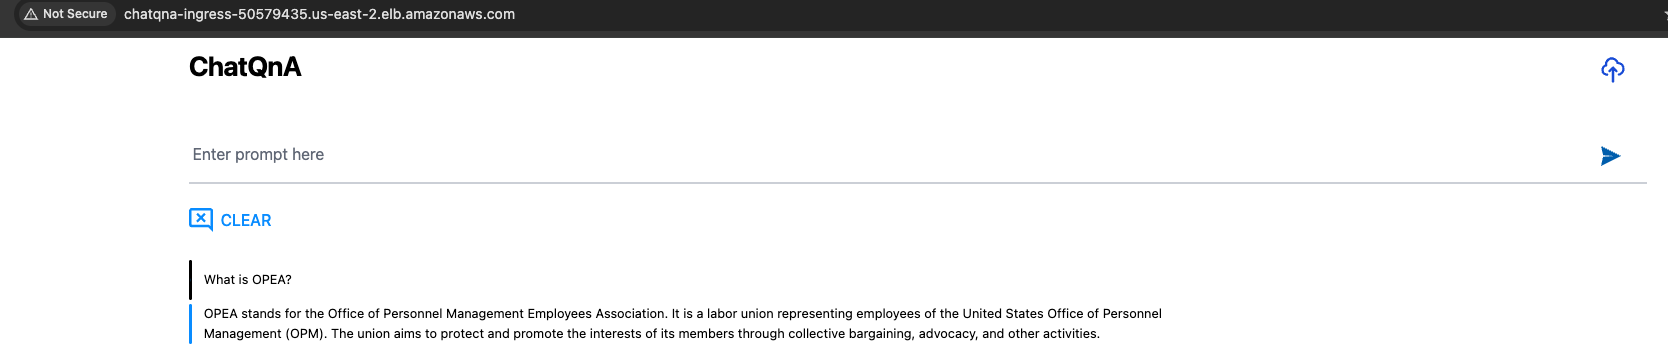 Not Secure chatqna-ingress-50579435.us-east-2.elb.amazonaws.com
ChatQnA
Enter prompt here
CLEAR
What is OPEA?
OPEA stands for the Office of Personnel Management Employees Association. It is a labor union representing employees of the United States Office of Personnel
Management (OPM). The union aims to protect and promote the interests of its members through collective bargaining, advocacy, and other activities.